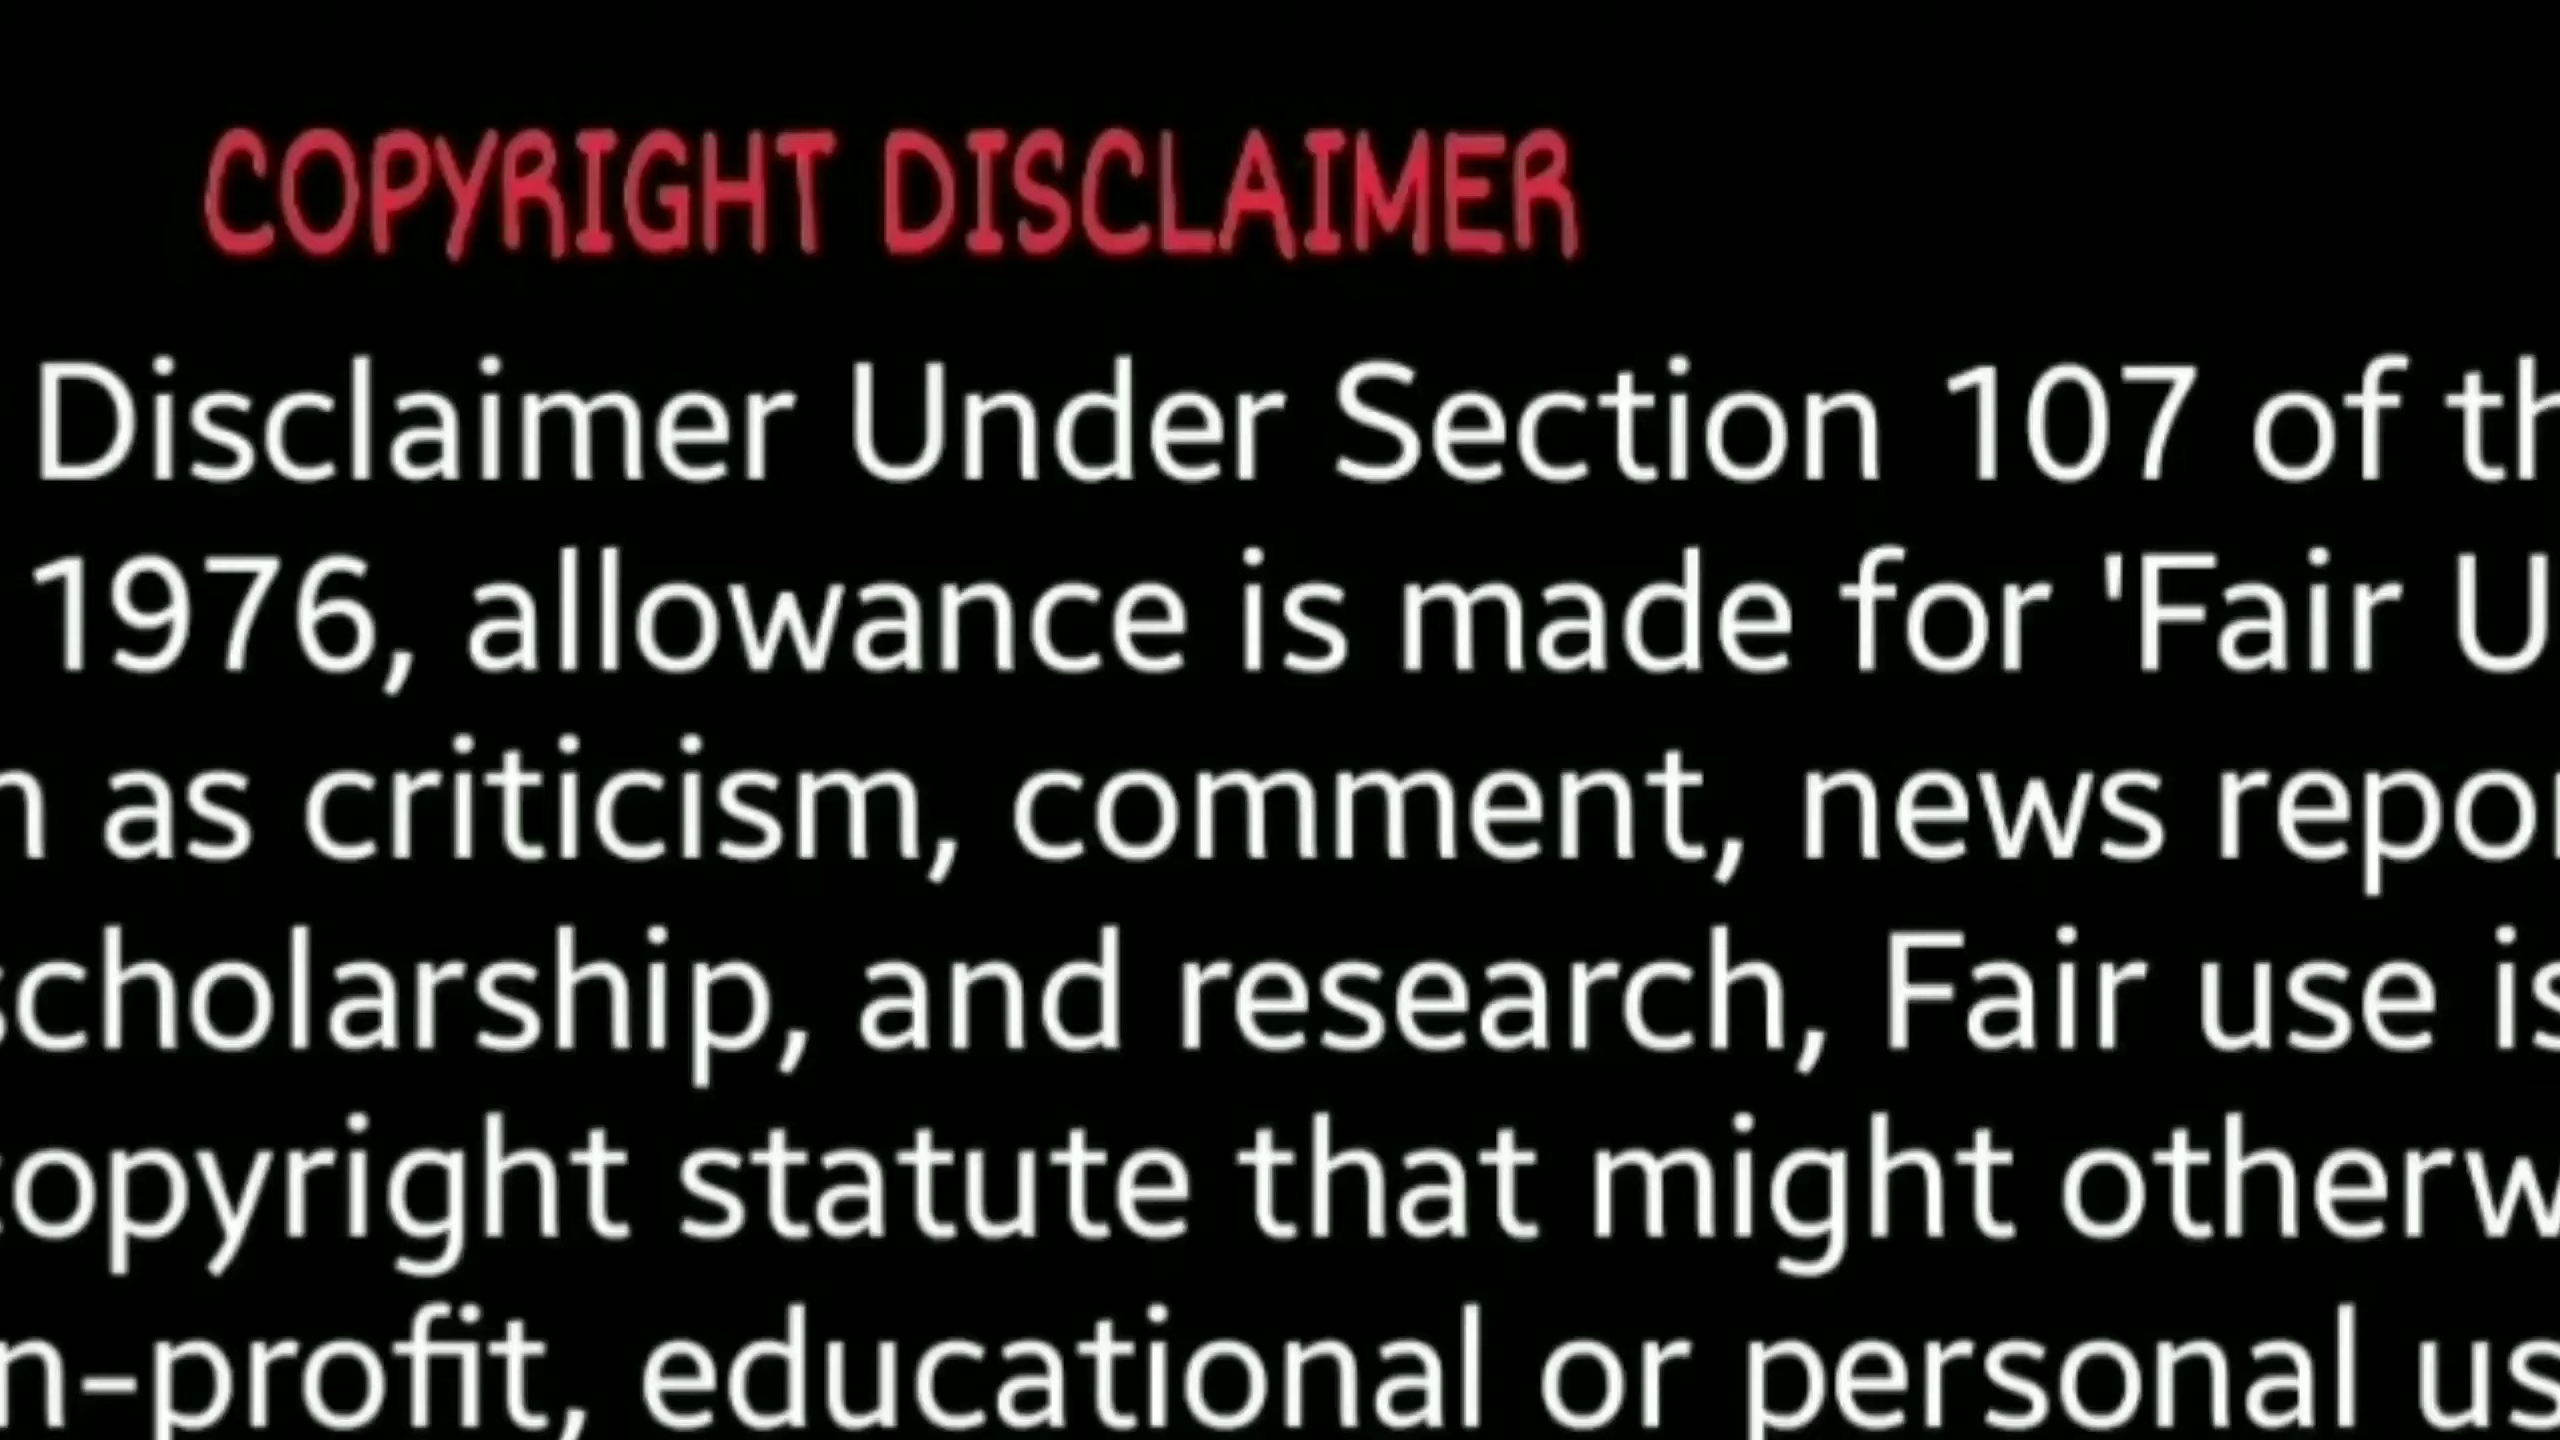 COPYRIGHT DISCLAIMER
Disclaimer Under Section 107 of th
1976, allowance is made for 'Fair U
as criticism, comment, news repor
scholarship, and research, Fair use is
copyright statute that might otherw
n-profit, educational or personal us